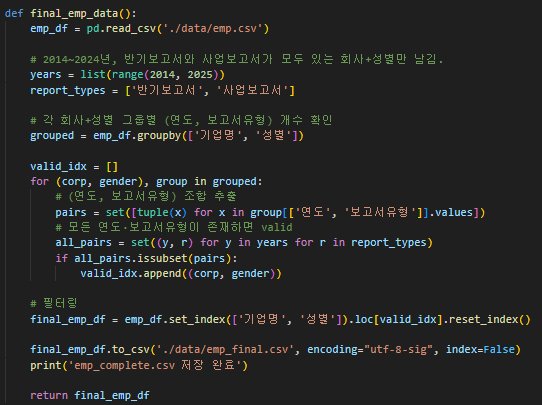 def final_emp_data():
    emp_df = pd.read_csv('./data/emp.csv')

    # 2014~2024년, 반기보고서와 사업보고서가 모두 있는 회사+성별만 남김.
    years = list(range(2014, 2025))
    report_types = ['반기보고서', '사업보고서']

    # 각 회사+성별 그룹별 (연도, 보고서유형) 개수 확인
    grouped = emp_df.groupby(['기업명', '성별'])

    valid_idx = []
    for (corp, gender), group in grouped:
        # (연도, 보고서유형) 조합 추출
        pairs = set([tuple(x) for x in group[['연도', '보고서유형']].values])
        # 모든 연도·보고서유형이 존재하면 valid
        all_pairs = set((y, r) for y in years for r in report_types)
        if all_pairs.issubset(pairs):
            valid_idx.append((corp, gender))

    # 필터링
    final_emp_df = emp_df.set_index(['기업명', '성별']).loc[valid_idx].reset_index()

    final_emp_df.to_csv('./data/emp_final.csv', encoding="utf-8-sig", index=False)
    print('emp_complete.csv 저장 완료')

    return final_emp_df